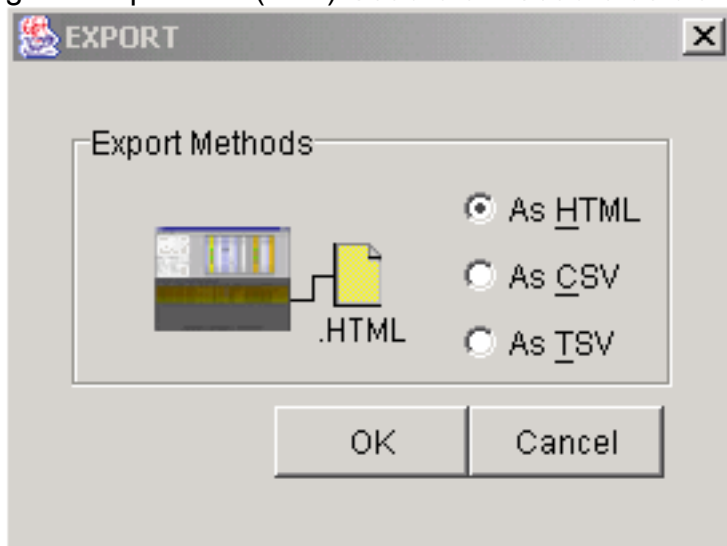 EXPORT
Export Methods
As HTML
As CSV
.HTML
As TSV
OK Cancel